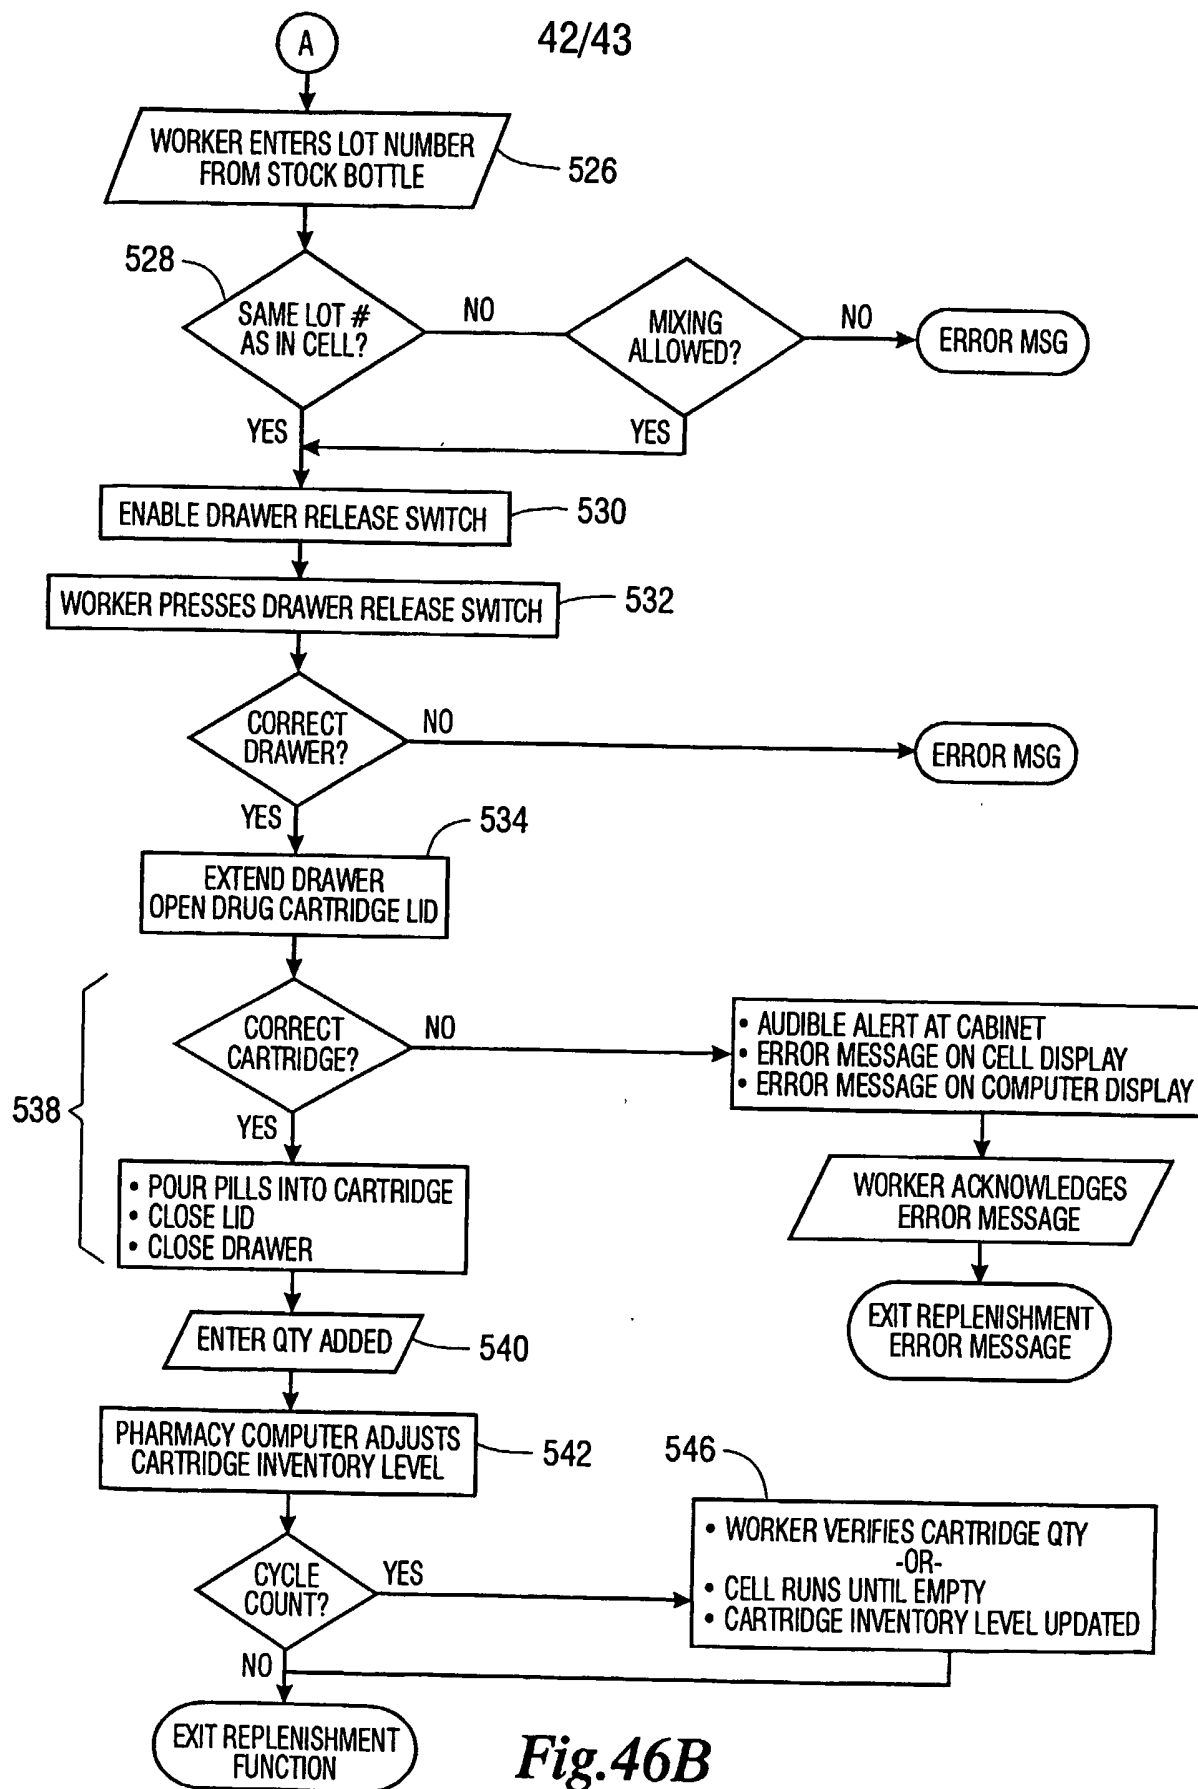 42/43
A
WORKER ENTERS LOT NUMBER
FROM STOCK BOTTLE
526
528
SAME LOT #
AS IN CELL?
NO
MIXING
ALLOWED?
NO
ERROR MSG
YES
YES
ENABLE DRAWER RELEASE SWITCH
530
WORKER PRESSES DRAWER RELEASE SWITCH
532
CORRECT
DRAWER?
NO
ERROR MSG
YES
534
EXTEND DRAWER
OPEN DRUG CARTRIDGE LID
538
CORRECT
CARTRIDGE?
NO
• AUDIBLE ALERT AT CABINET
• ERROR MESSAGE ON CELL DISPLAY
• ERROR MESSAGE ON COMPUTER DISPLAY
YES
• POUR PILLS INTO CARTRIDGE
• CLOSE LID
• CLOSE DRAWER
WORKER ACKNOWLEDGES
ERROR MESSAGE
EXIT REPLENISHMENT
ERROR MESSAGE
ENTER QTY ADDED
540
PHARMACY COMPUTER ADJUSTS
CARTRIDGE INVENTORY LEVEL
542
546
CYCLE
COUNT?
YES
• WORKER VERIFIES CARTRIDGE QTY
-OR-
• CELL RUNS UNTIL EMPTY
• CARTRIDGE INVENTORY LEVEL UPDATED
NO
EXIT REPLENISHMENT
FUNCTION
Fig.46B